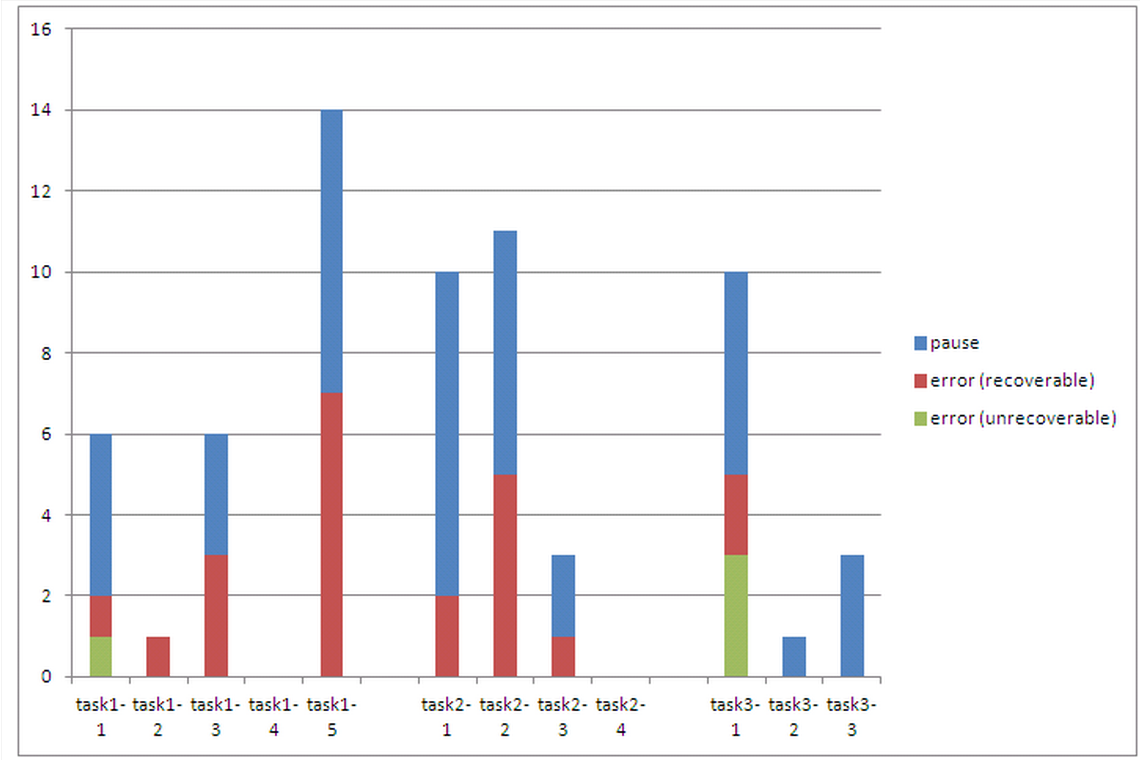 16
14
12
10
8
6
4
2
0
task1-1
task1-2
task1-3
task1-4
task1-5
task2-1
task2-2
task2-3
task2-4
task3-1
task3-2
task3-3
pause
error (recoverable)
error (unrecoverable)